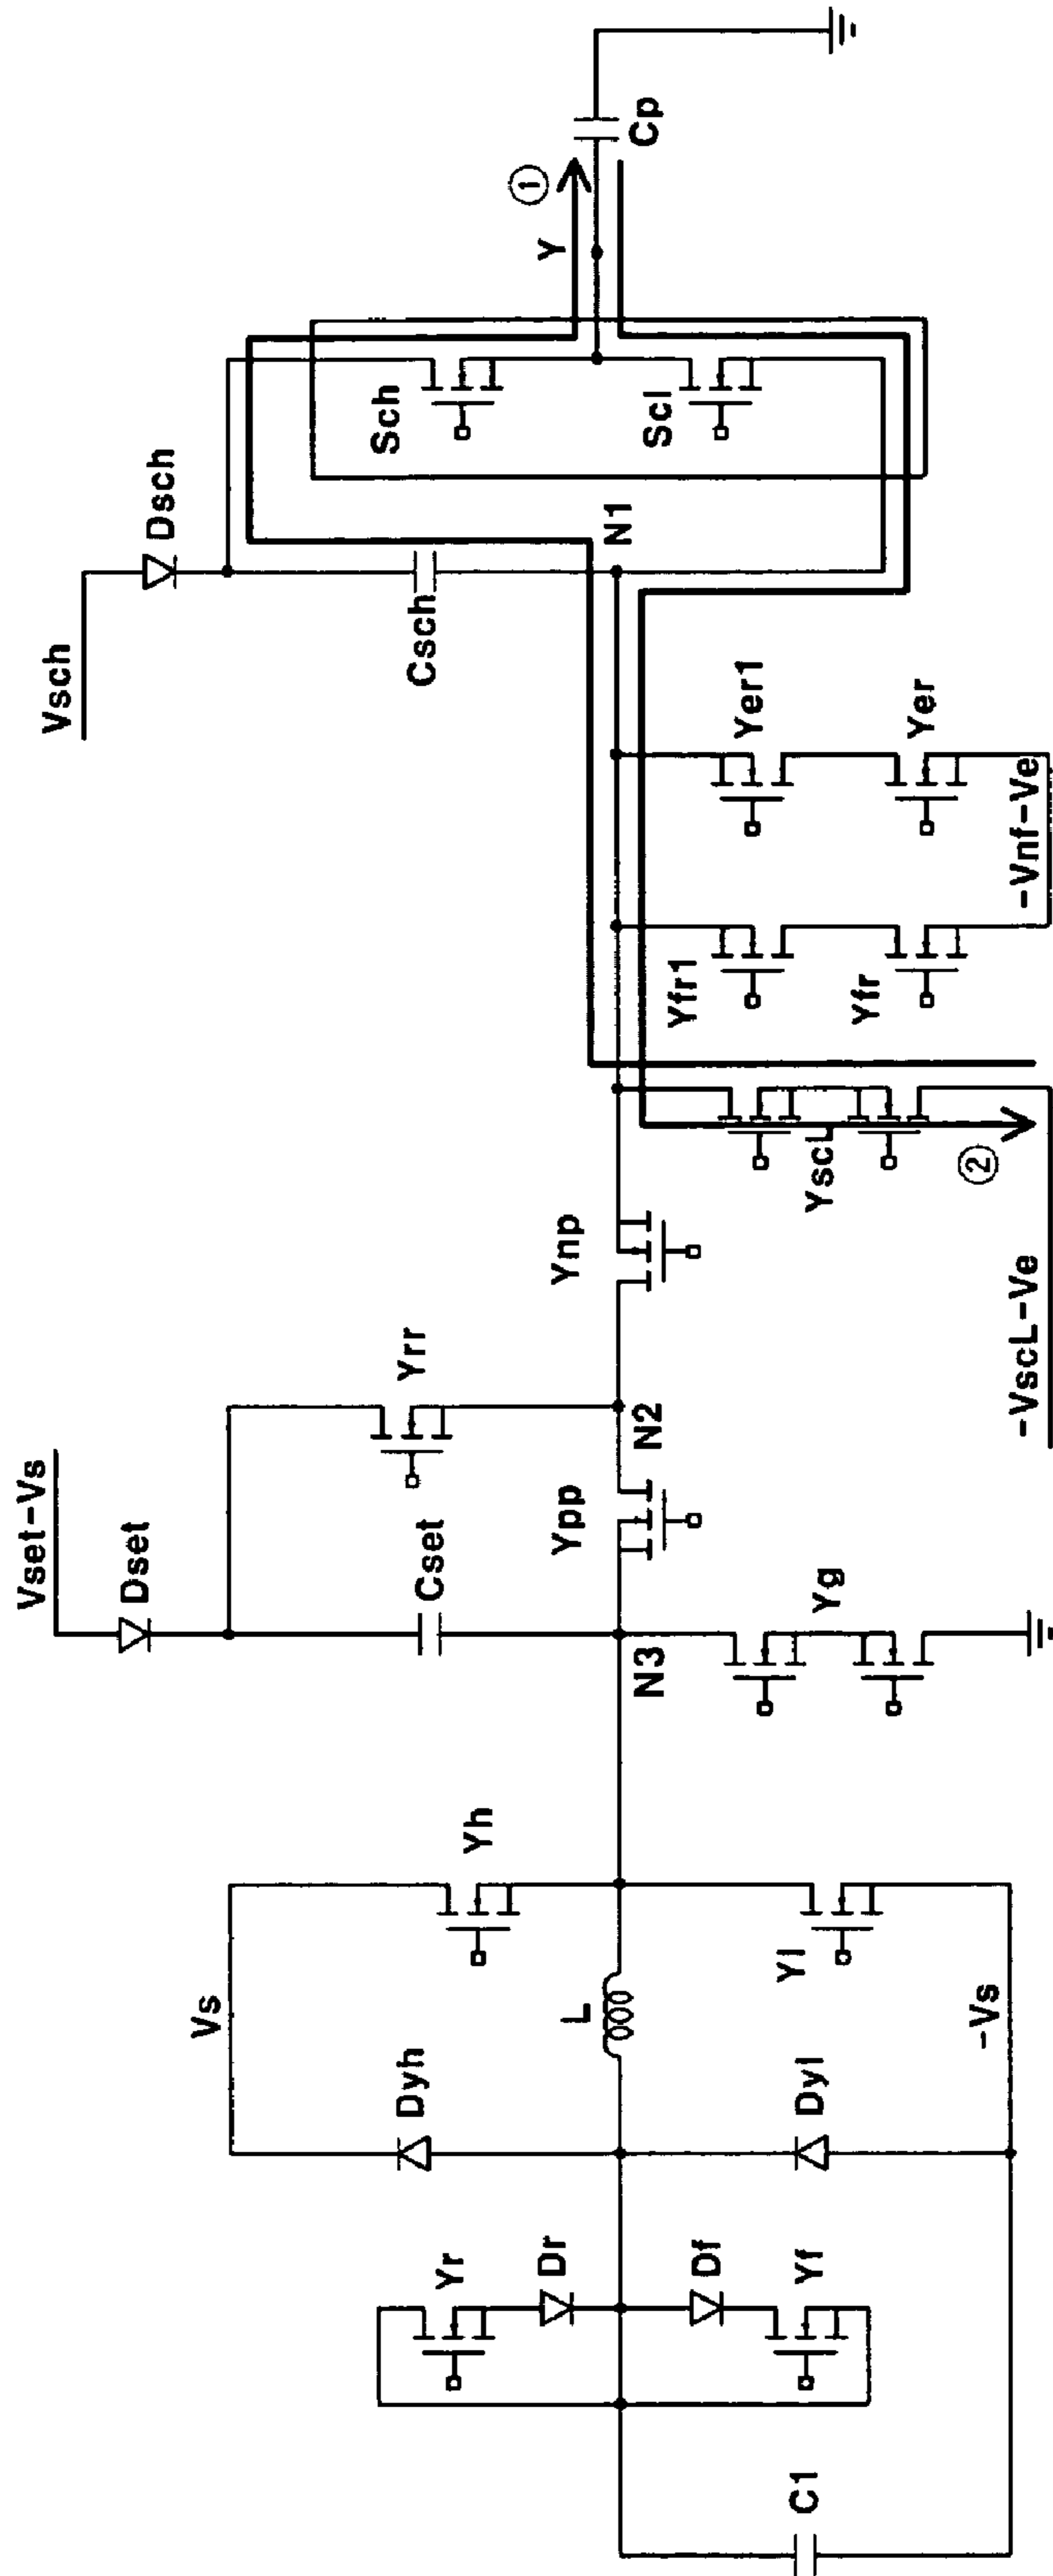 Vset-Vs
Vsch
Dset
Dsch
Vs
Sch
Dyh
Yrr
Cset
Csch
Yr
Yh
①
Dr
Y
L
Ypp
Ynp
N1
N3
N2
Cp
Scl
Yfr1
Df
Yer1
Yl
C1
Yf
Dyl
Yg
YscL
Yfr
Yer
②
-Vs
-VscL-Ve
-Vnf-Ve